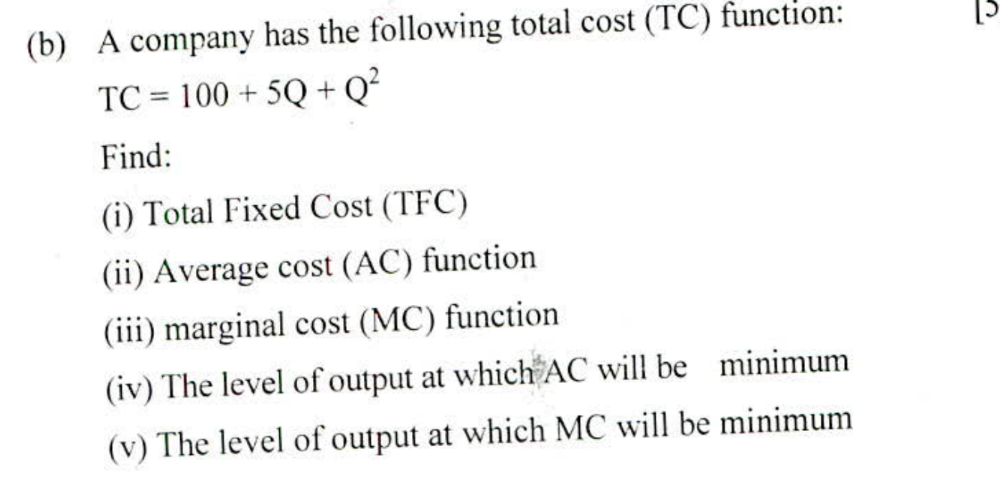 (b) A company has the following total cost (TC) function:
TC = 100 + 5Q + Q²
Find:
(i) Total Fixed Cost (TFC)
(ii) Average cost (AC) function
(iii) marginal cost (MC) function
(iv) The level of output at which AC will be minimum
(v) The level of output at which MC will be minimum